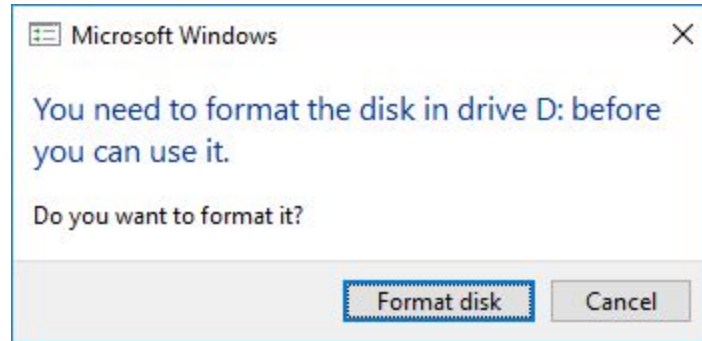 Microsoft Windows
You need to format the disk in drive D: before
you can use it.
Do you want to format it?
Format disk
Cancel